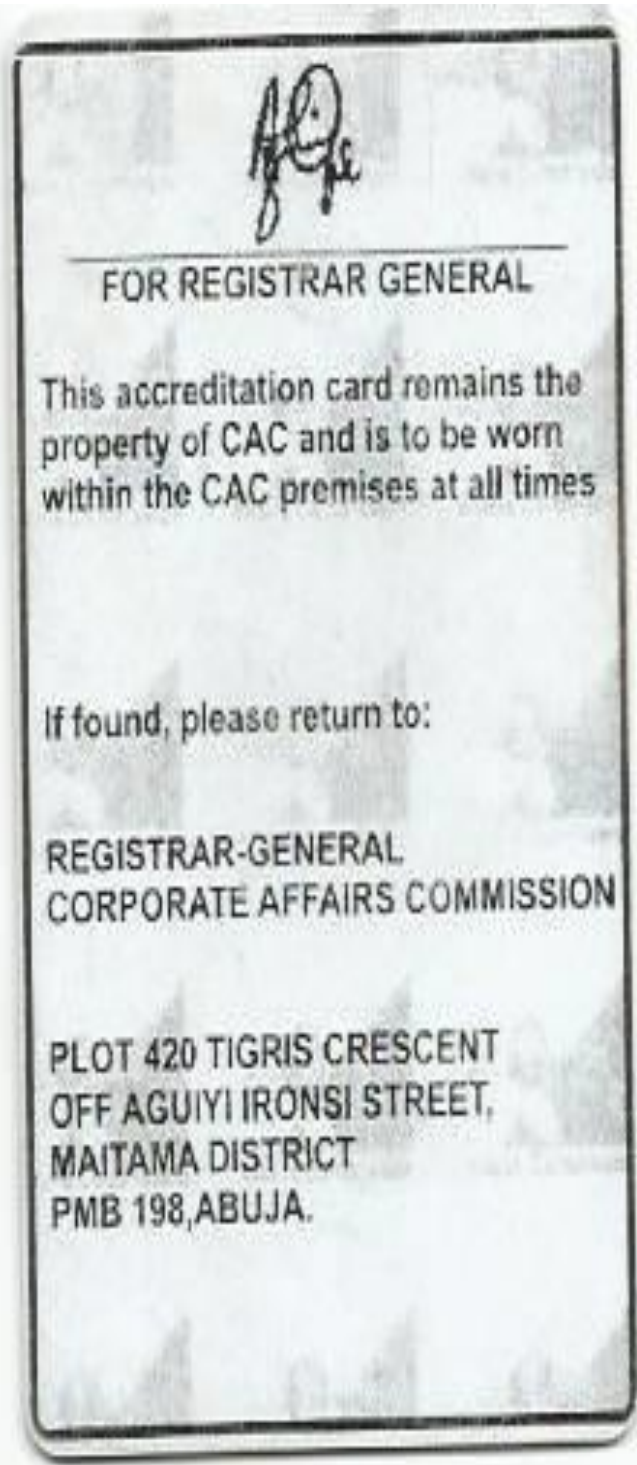 FOR REGISTRAR GENERAL
This accreditation card remains the
property of CAC and is to be worn
within the CAC premises at all times
If found, please return to:
REGISTRAR-GENERAL
CORPORATE AFFAIRS COMMISSION
PLOT 420 TIGRIS CRESCENT
OFF AGUIYI IRONSI STREET,
MAITAMA DISTRICT
PMB 198,ABUJA.